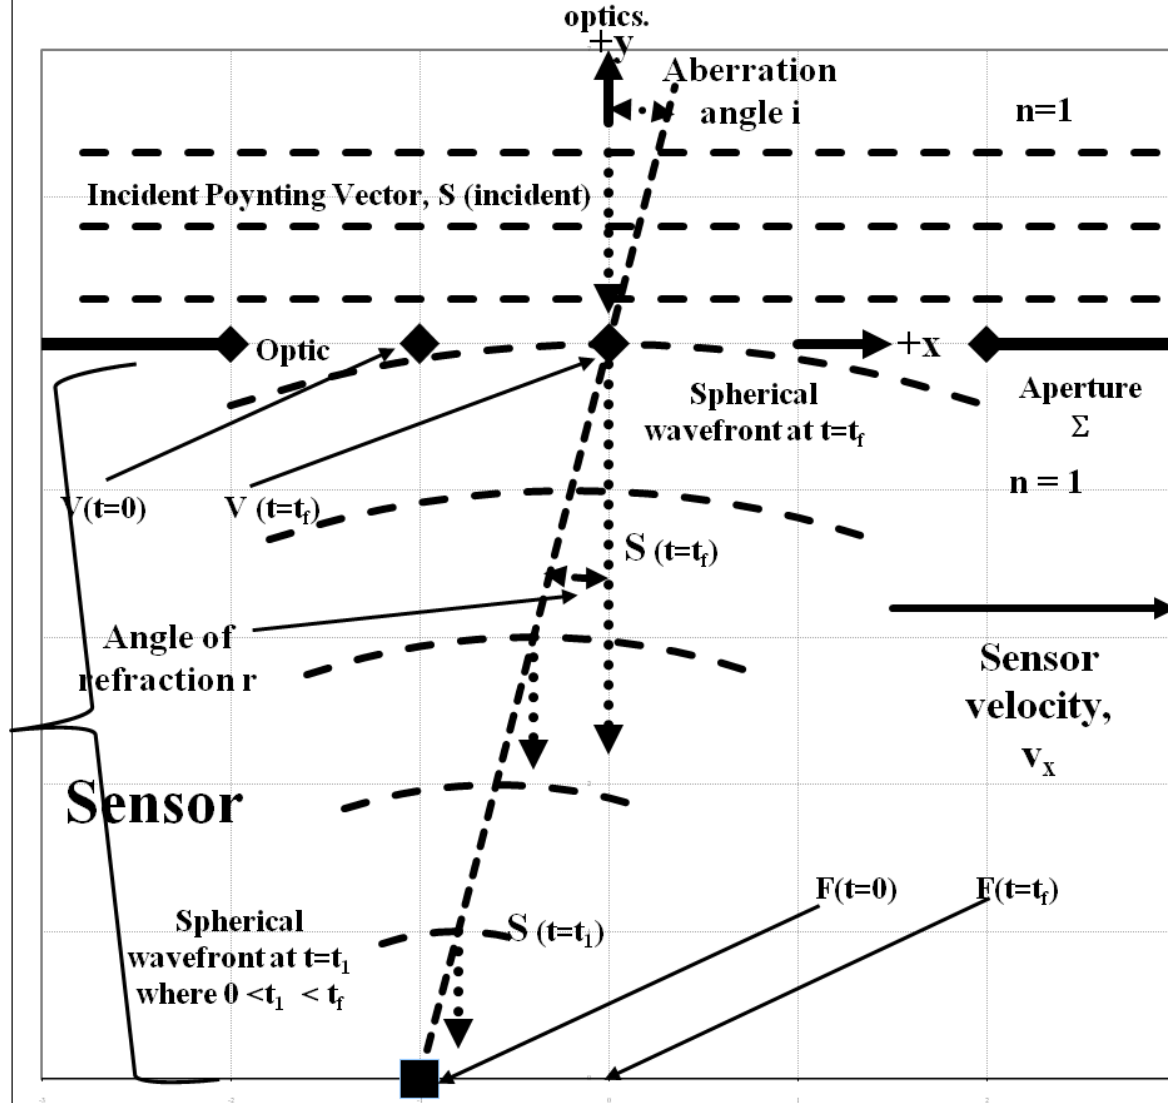 optics.
+y
Aberration
angle i
n=1
Incident Poynting Vector, S (incident)
Optic
+x
Spherical
wavefront at t=tf
Aperture
Σ
n = 1
V(t=0)
V (t=tf)
S (t=tf)
Angle of
refraction r
Sensor
velocity,
vX
Sensor
F(t=0)
F(t=tf)
Spherical
wavefront at t=t1
where 0 <t1 < tf
S (t=t1)